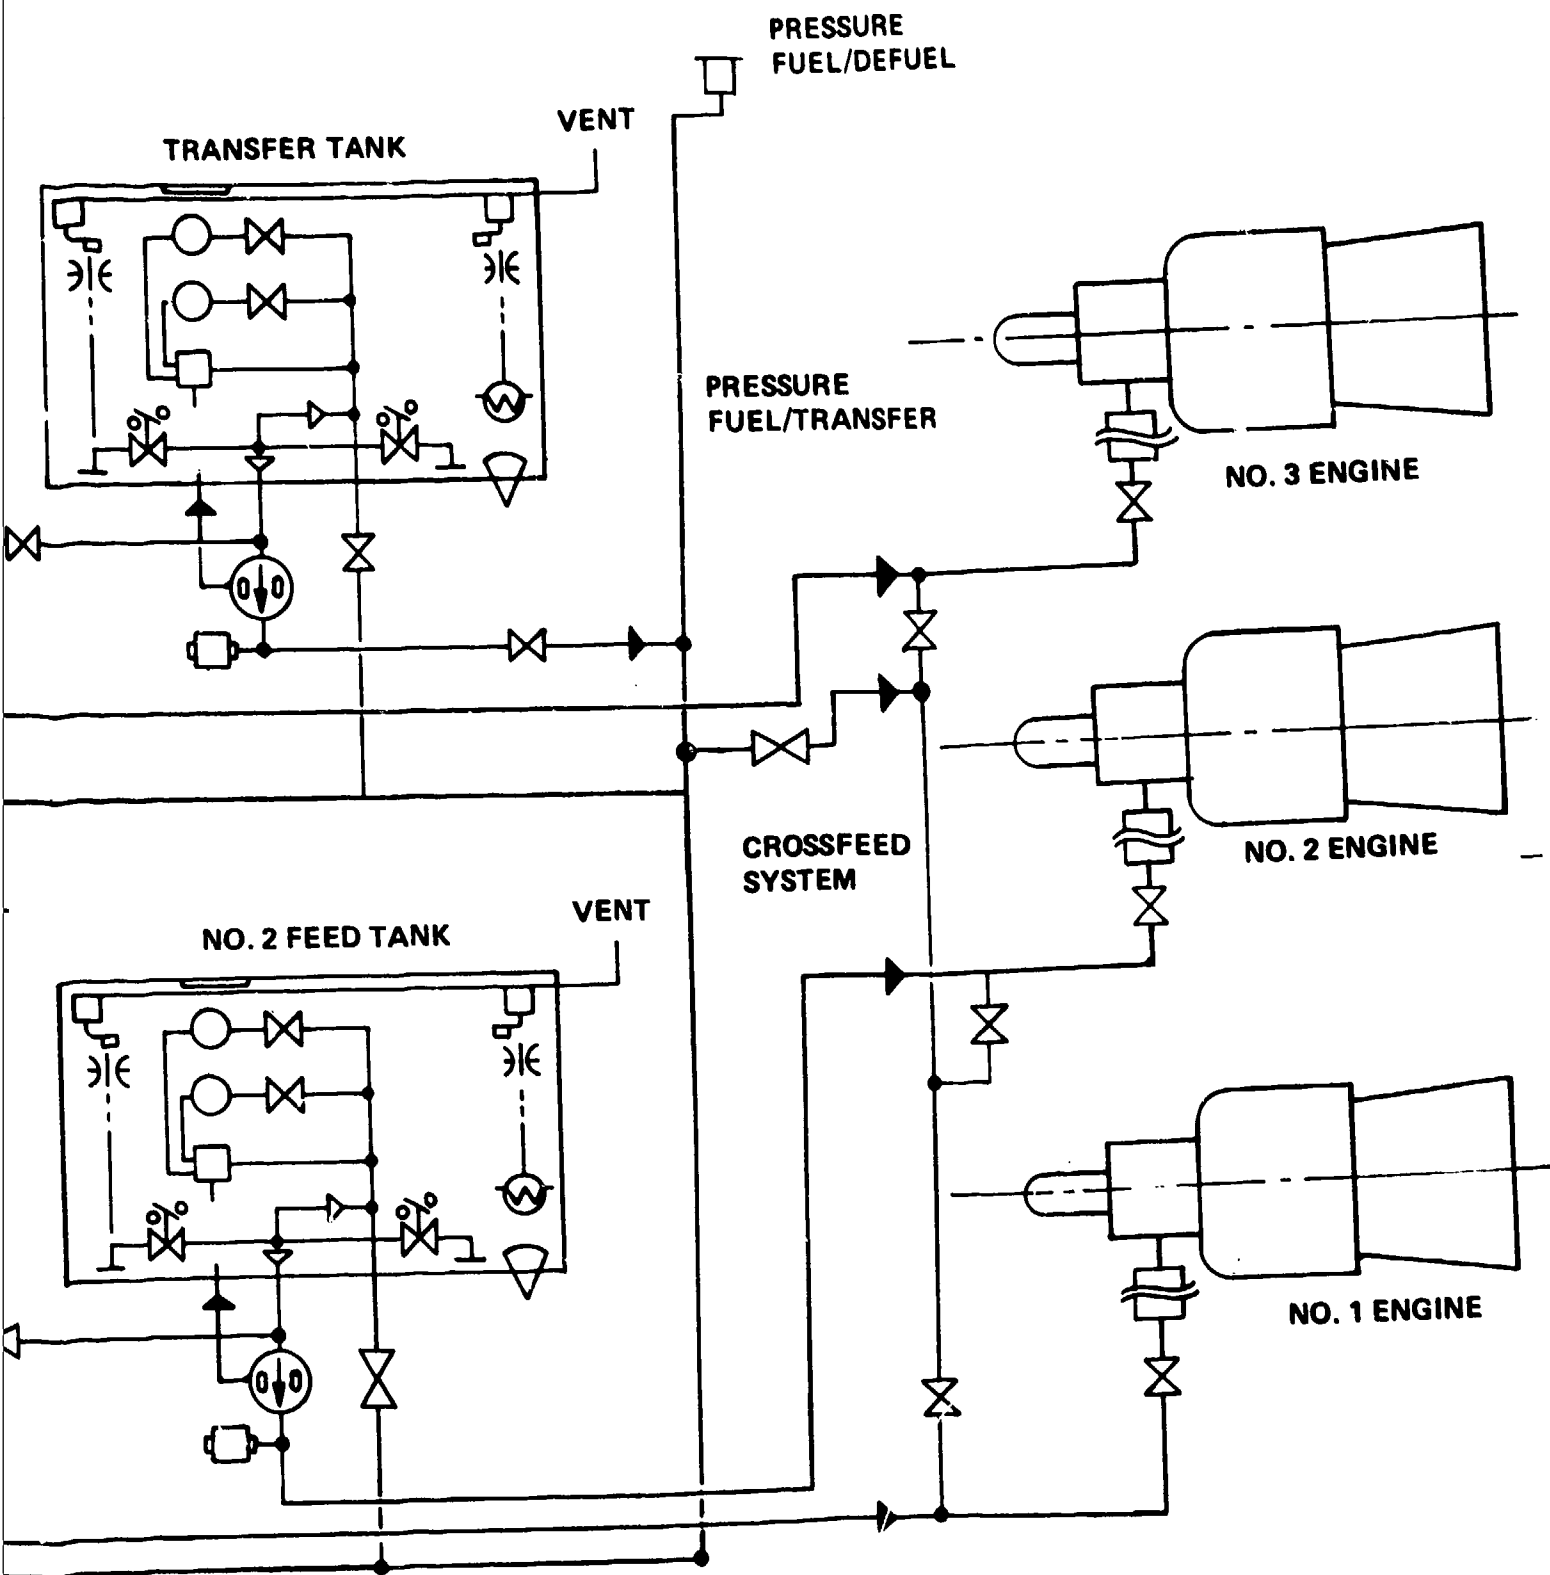 PRESSURE
FUEL/DEFUEL
VENT
TRANSFER TANK
PRESSURE
FUEL/TRANSFER
NO. 3 ENGINE
CROSSFEED
SYSTEM
NO. 2 ENGINE
VENT
NO. 2 FEED TANK
NO. 1 ENGINE